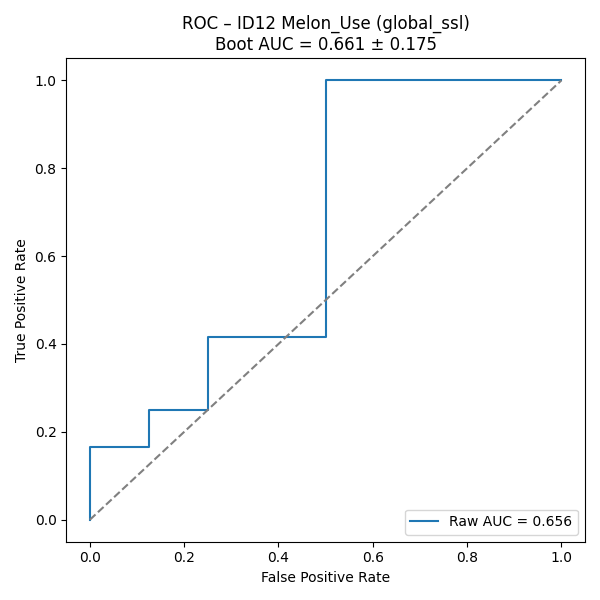 ROC – ID12 Melon_Use (global_ssl)
Boot AUC = 0.661 ± 0.175
True Positive Rate
1.0
0.8
0.6
0.4
0.2
0.0
Raw AUC = 0.656
0.0 0.2 0.4 0.6 0.8 1.0
False Positive Rate